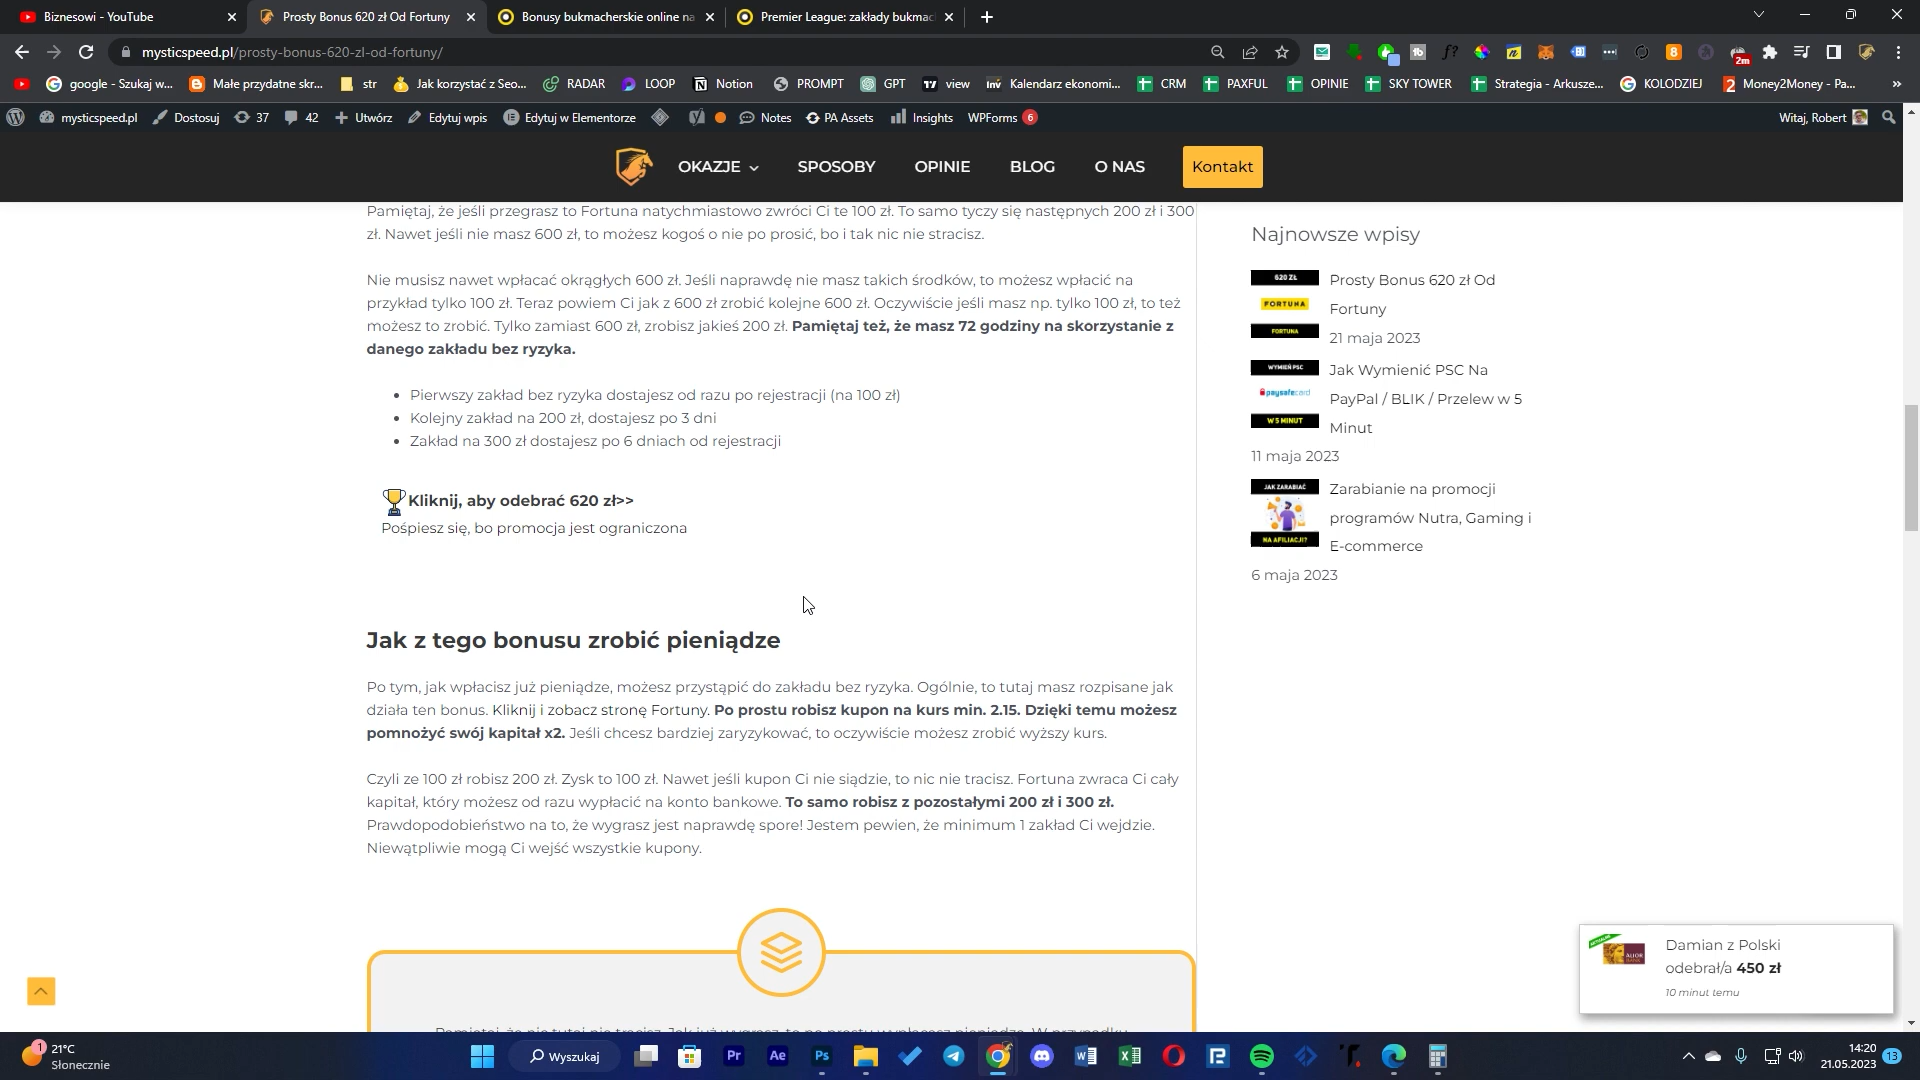 Biznesowi - YouTube
Prosty Bonus 620 zł Od Fortuny
Bonusy bukmacherskie online na
Premier League: zakłady bukmac
mysticspeed.pl/prosty-bonus-620-zl-od-fortuny/
2m
google - Szukaj w...
Małe przydatne skr...
str
Jak korzystać z Seo...
RADAR
LOOP
Notion
PROMPT
GPT
view
Kalendarz ekonomi...
CRM
PAXFUL
OPINIE
SKY TOWER
Strategia - Arkusze...
KOLODZIEJ
Money2Money - Pa...
mysticspeed.pl
Dostosuj
37
42
Utwórz
Edytuj wpis
Edytuj w Elementorze
Notes
PA Assets
Insights
WPForms 6
Witaj, Robert
OKAZJE
SPOSOBY
OPINIE
BLOG
O NAS
Kontakt
Pamiętaj, że jeśli przegrasz to Fortuna natychmiastowo zwróci Ci te 100 zł. To samo tyczy się następnych 200 zł i 300
zł. Nawet jeśli nie masz 600 zł, to możesz kogoś o nie po prosić, bo i tak nic nie stracisz.
Nie musisz nawet wpłacać okrągłych 600 zł. Jeśli naprawdę nie masz takich środków, to możesz wpłacić na
przykład tylko 100 zł. Teraz powiem Ci jak z 600 zł zrobić kolejne 600 zł. Oczywiście jeśli masz np. tylko 100 zł, to też
możesz to zrobić. Tylko zamiast 600 zł, zrobisz jakieś 200 zł. Pamiętaj też, że masz 72 godziny na skorzystanie z
danego zakładu bez ryzyka.
Pierwszy zakład bez ryzyka dostajesz od razu po rejestracji (na 100 zł)
Kolejny zakład na 200 zł, dostajesz po 3 dni
Zakład na 300 zł dostajesz po 6 dniach od rejestracji
Kliknij, aby odebrać 620 zł>>
Pośpiesz się, bo promocja jest ograniczona
Jak z tego bonusu zrobić pieniądze
Po tym, jak wpłacisz już pieniądze, możesz przystąpić do zakładu bez ryzyka. Ogólnie, to tutaj masz rozpisane jak
działa ten bonus. Kliknij i zobacz stronę Fortuny. Po prostu robisz kupon na kurs min. 2.15. Dzięki temu możesz
pomnożyć swój kapitał x2. Jeśli chcesz bardziej zaryzykować, to oczywiście możesz zrobić wyższy kurs.
Czyli ze 100 zł robisz 200 zł. Zysk to 100 zł. Nawet jeśli kupon Ci nie siądzie, to nic nie tracisz. Fortuna zwraca Ci cały
kapitał, który możesz od razu wypłacić na konto bankowe. To samo robisz z pozostałymi 200 zł i 300 zł.
Prawdopodobieństwo na to, że wygrasz jest naprawdę spore! Jestem pewien, że minimum 1 zakład Ci wejdzie.
Niewątpliwie mogą Ci wejść wszystkie kupony.
Najnowsze wpisy
620 ZŁ
FORTUNA
FORTUNA
Prosty Bonus 620 zł Od
Fortuny
21 maja 2023
WYMIEŃ PSC
paysafecard
W 5 MINUT
Jak Wymienić PSC Na
PayPal / BLIK / Przelew w 5
Minut
11 maja 2023
JAK ZARABIAĆ
NA AFILIACJI?
Zarabianie na promocji
programów Nutra, Gaming i
E-commerce
6 maja 2023
ALIOR
Damian z Polski
odebrał/a 450 zł
10 minut temu
1
21°C
Słonecznie
Wyszukaj
14:20
21.05.2023
13